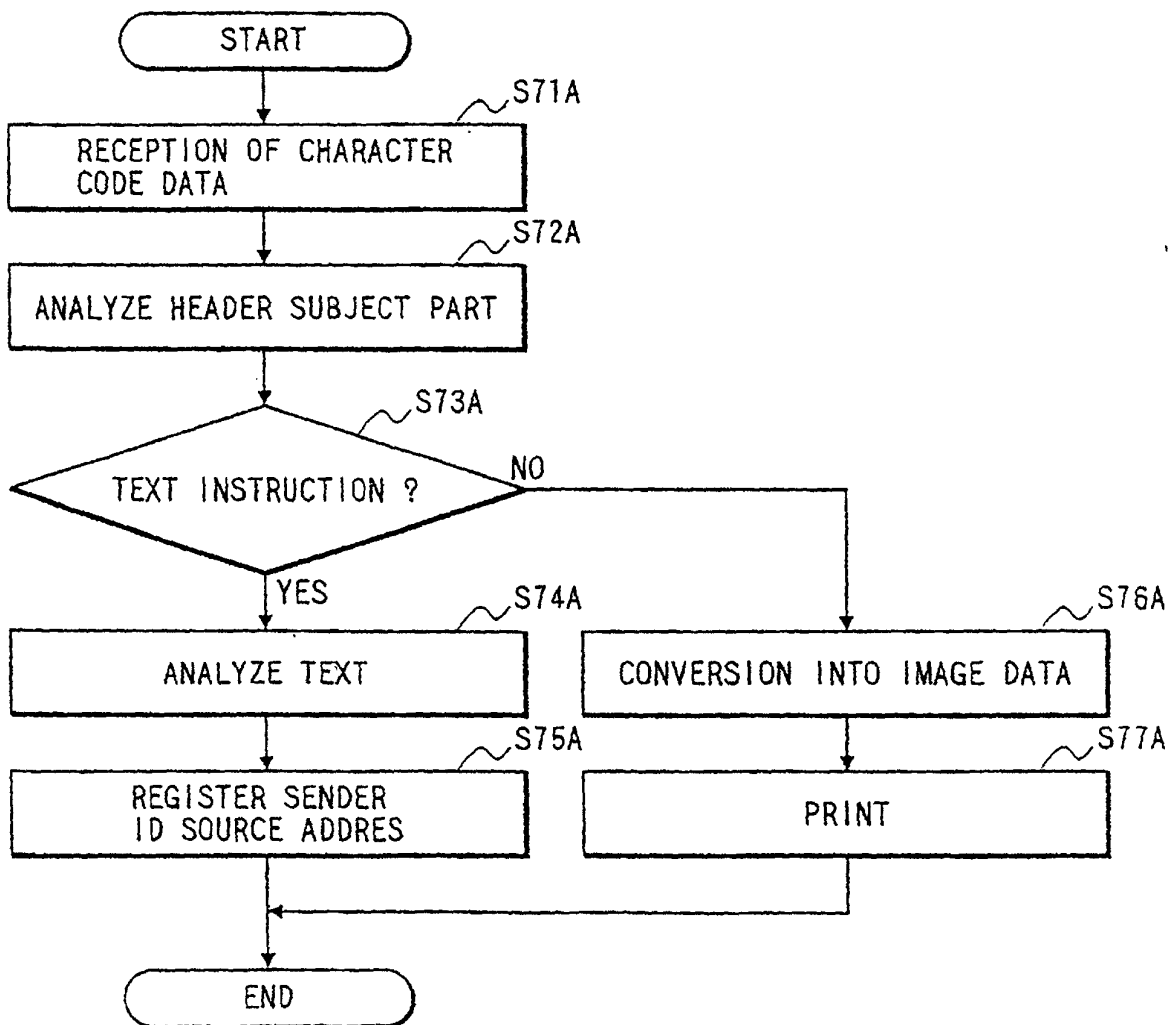 START
S71A
RECEPTION OF CHARACTER
CODE DATA
S72A
ANALYZE HEADER SUBJECT PART
S73A
TEXT INSTRUCTION ?
NO
YES
S74A
ANALYZE TEXT
S76A
CONVERSION INTO IMAGE DATA
S75A
REGISTER SENDER
ID SOURCE ADDRES
S77A
PRINT
END